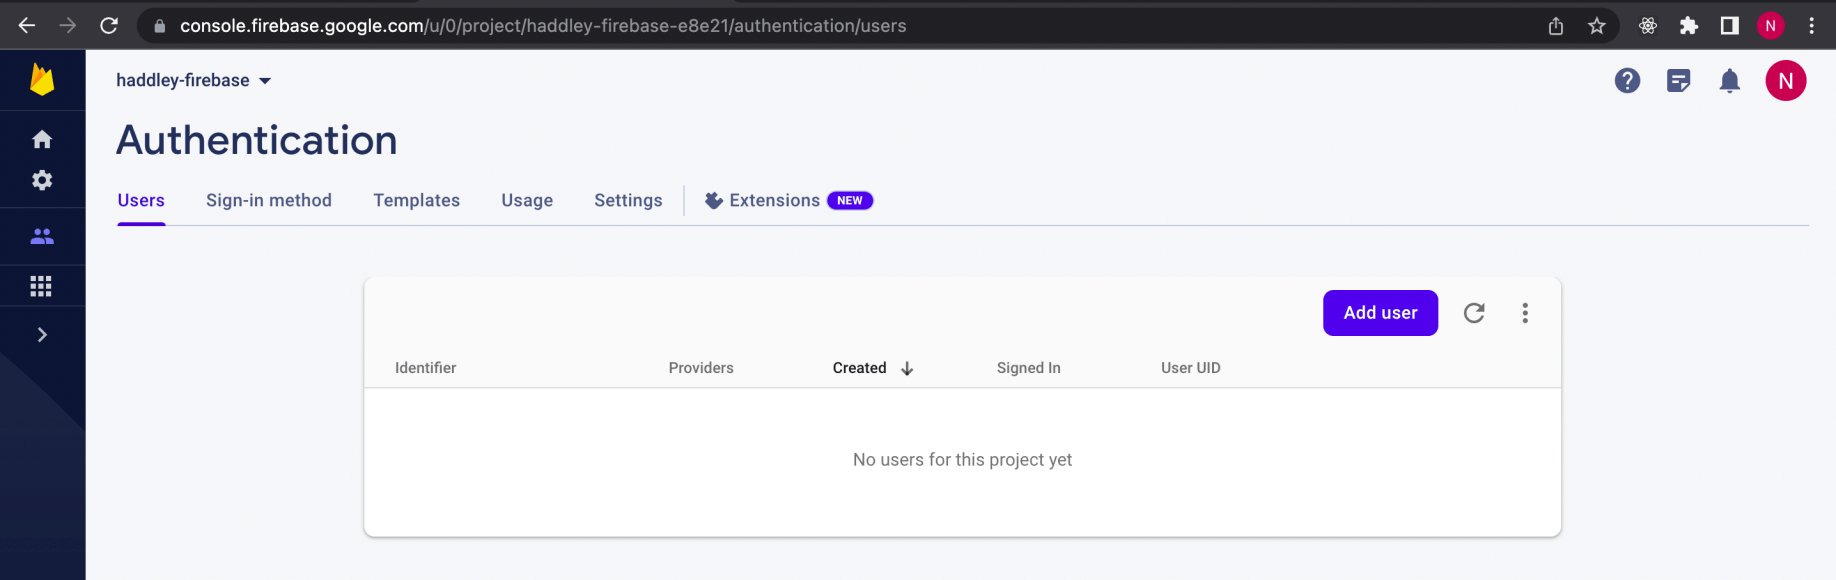 console.firebase.google.com/u/0/project/haddley-firebase-e8e21/authentication/users
N
haddley-firebase
N
Authentication
Users Sign-in method Templates Usage Settings Extensions NEW
Add user
Identifier Providers Created Signed In User UID
No users for this project yet